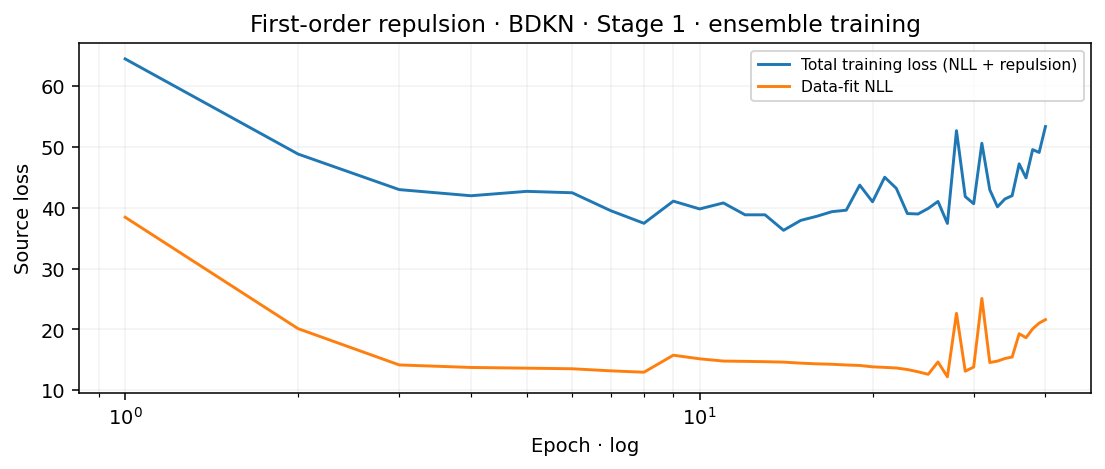 First-order repulsion · BDKN · Stage 1 · ensemble training
Total training loss (NLL + repulsion)
Data-fit NLL
Source loss
60
50
40
30
20
10
10⁰
10¹
Epoch · log